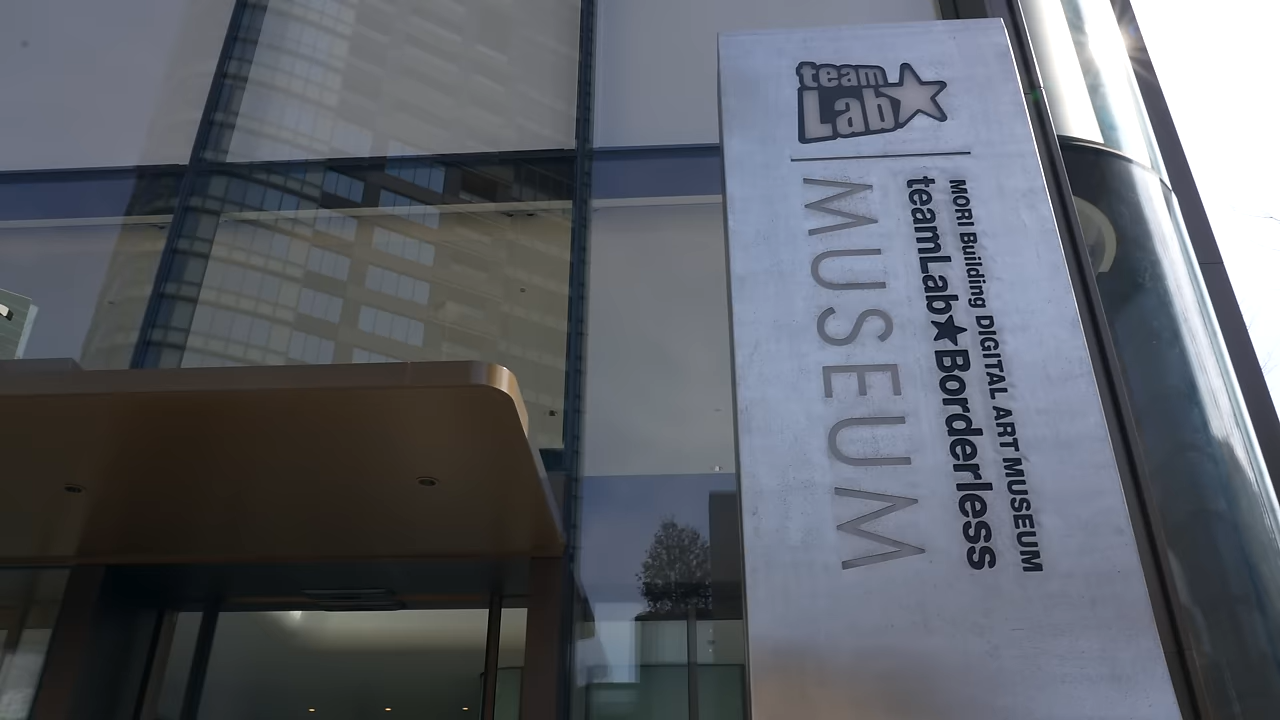 team
Lab★
MORI Building DIGITAL ART MUSEUM
teamLab★Borderless
MUSEUM